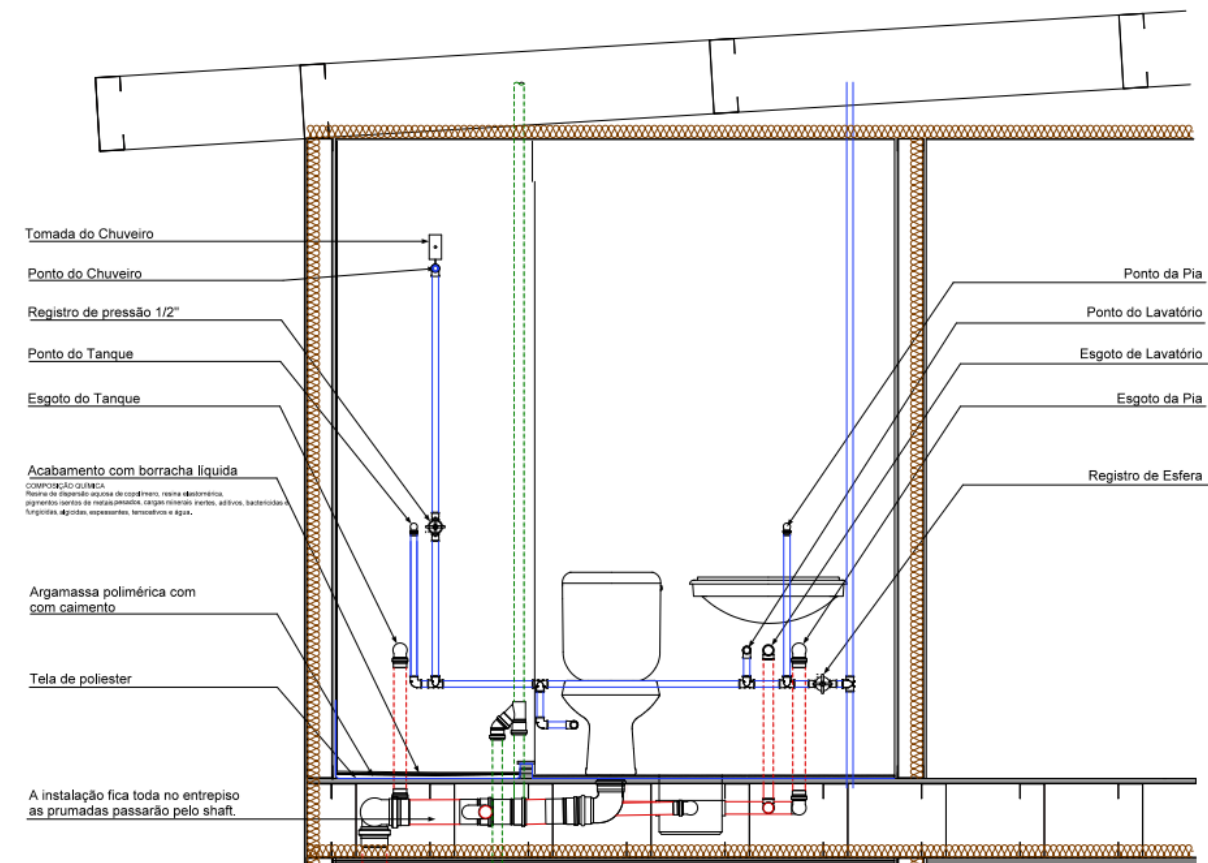 Tomada do Chuveiro
Ponto do Chuveiro
Registro de pressão 1/2"
Ponto do Tanque
Esgoto do Tanque
Acabamento com borracha líquida
COMPOSIÇÃO QUÍMICA
Resina de dispersão aquosa de copolímero, resina elastomérica,
pigmentos isentos de metais pesados, cargas minerais inertes, aditivos, bactericidas e
fungicidas, algicidas, espessantes, tensoativos e água.
Argamassa polimérica com
com caimento
Tela de poliester
A instalação fica toda no entrepiso
as prumadas passarão pelo shaft.
Ponto da Pia
Ponto do Lavatório
Esgoto de Lavatório
Esgoto da Pia
Registro de Esfera